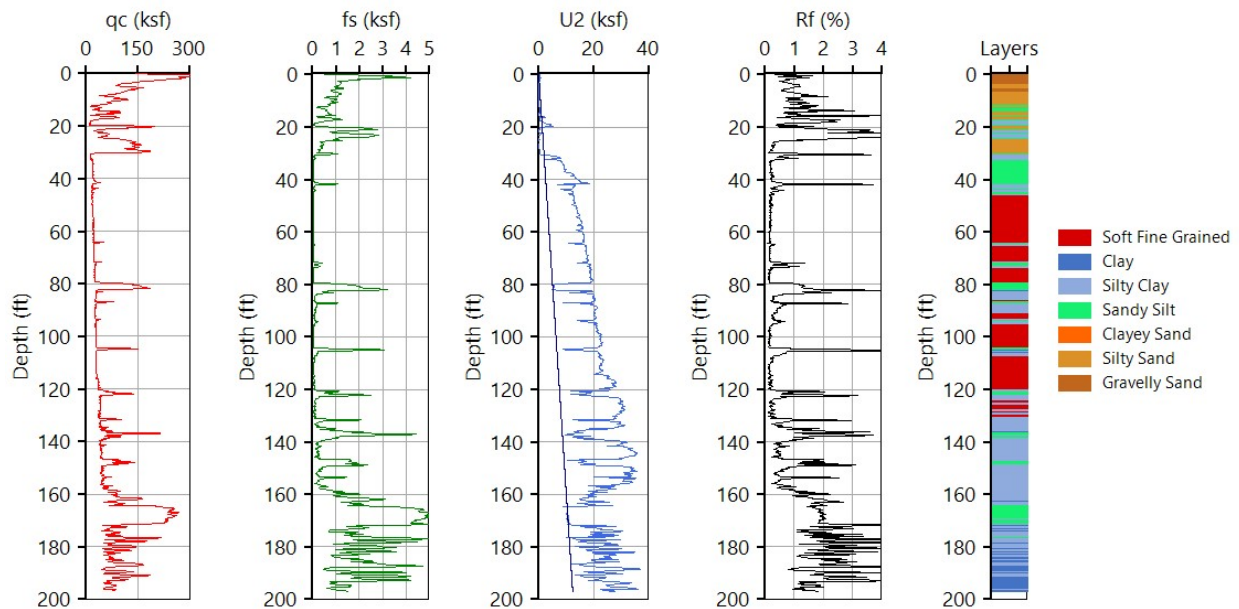 qc (ksf) fs (ksf) U2 (ksf) Rf (%)
0 150 300 0 1 2 3 4 5 0 20 40 0 1 2 3 4 Layers
0 0 0 0 0
20 20 20 20 20
40 40 40 40 40
60 60 60 60 60
80 80 80 80 80
100 100 100 100 100
120 120 120 120 120
140 140 140 140 140
160 160 160 160 160
180 180 180 180 180
200 200 200 200 200
Depth (ft) Depth (ft) Depth (ft) Depth (ft) Depth (ft)
Soft Fine Grained
Clay
Silty Clay
Sandy Silt
Clayey Sand
Silty Sand
Gravelly Sand